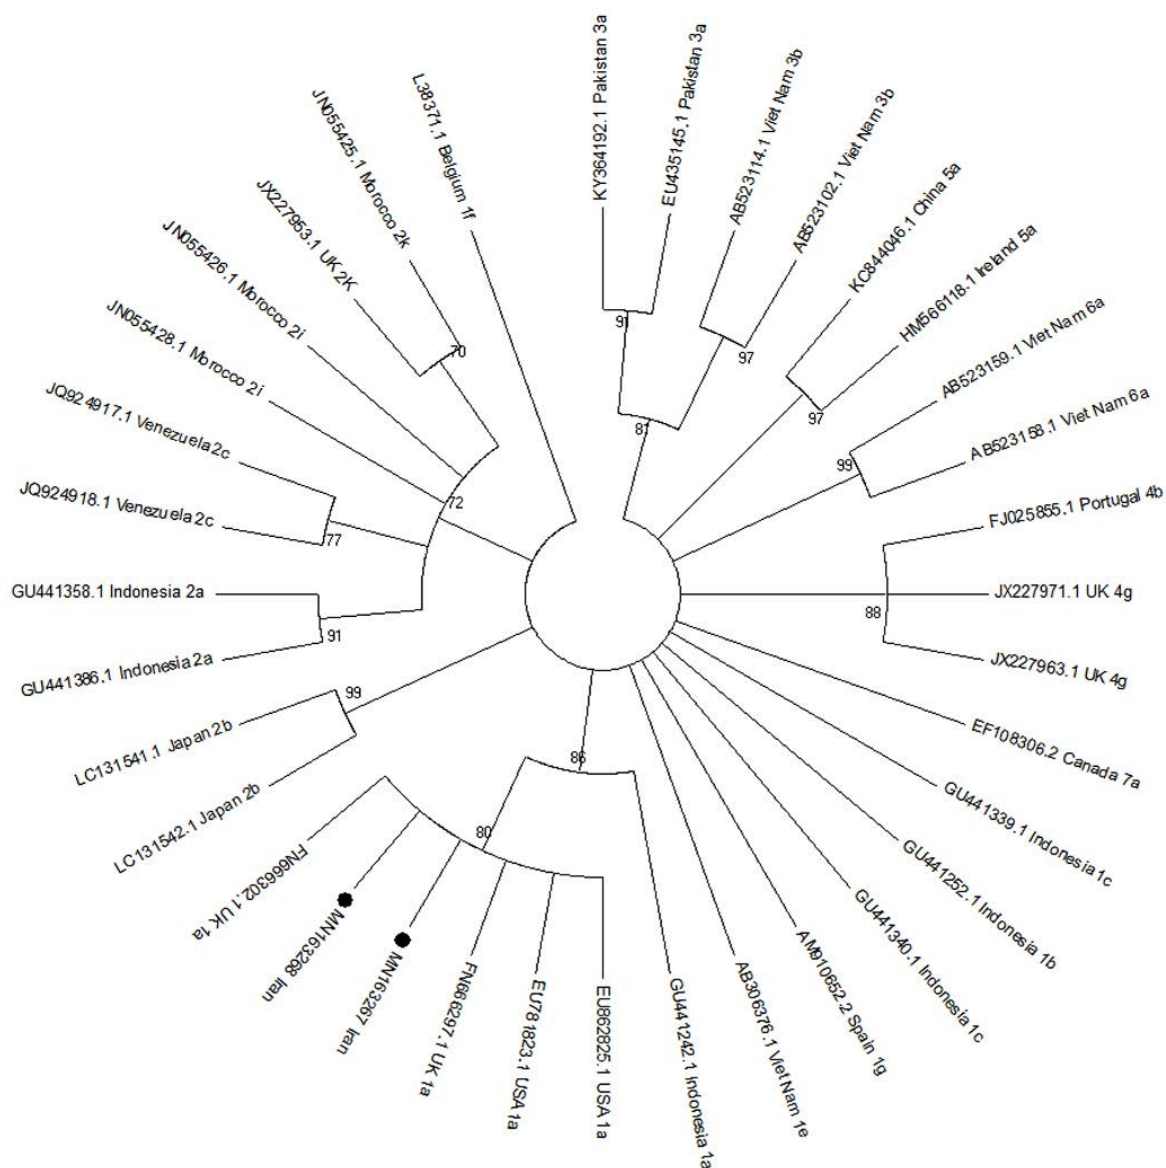 KY364192.1 Pakistan 3a
EU435145.1 Pakistan 3a
AB523114.1 Viet Nam 3b
AB523102.1 Viet Nam 3b
KC844046.1 China 5a
HM566118.1 Ireland 5a
AB523159.1 Viet Nam 6a
AB523158.1 Viet Nam 6a
FJ025855.1 Portugal 4b
JX227971.1 UK 4g
JX227963.1 UK 4g
EF108306.2 Canada 7a
GU441339.1 Indonesia 1c
GU441252.1 Indonesia 1b
GU441340.1 Indonesia 1c
AM910652.2 Spain 1g
AB306376.1 Viet Nam 1e
GU441242.1 Indonesia 1a
EU862825.1 USA 1a
EU781823.1 USA 1a
FN666297.1 UK 1a
MN163267 Iran
MN163268 Iran
FN666302.1 UK 1a
LC131542.1 Japan 2b
LC131541.1 Japan 2b
GU441386.1 Indonesia 2a
GU441358.1 Indonesia 2a
JQ924918.1 Venezuela 2c
JQ924917.1 Venezuela 2c
JN055428.1 Morocco 2i
JN055426.1 Morocco 2i
JX227953.1 UK 2K
JN055425.1 Morocco 2k
L38371.1 Belgium 1f
91
97
81
97
99
88
86
80
99
91
77
72
70